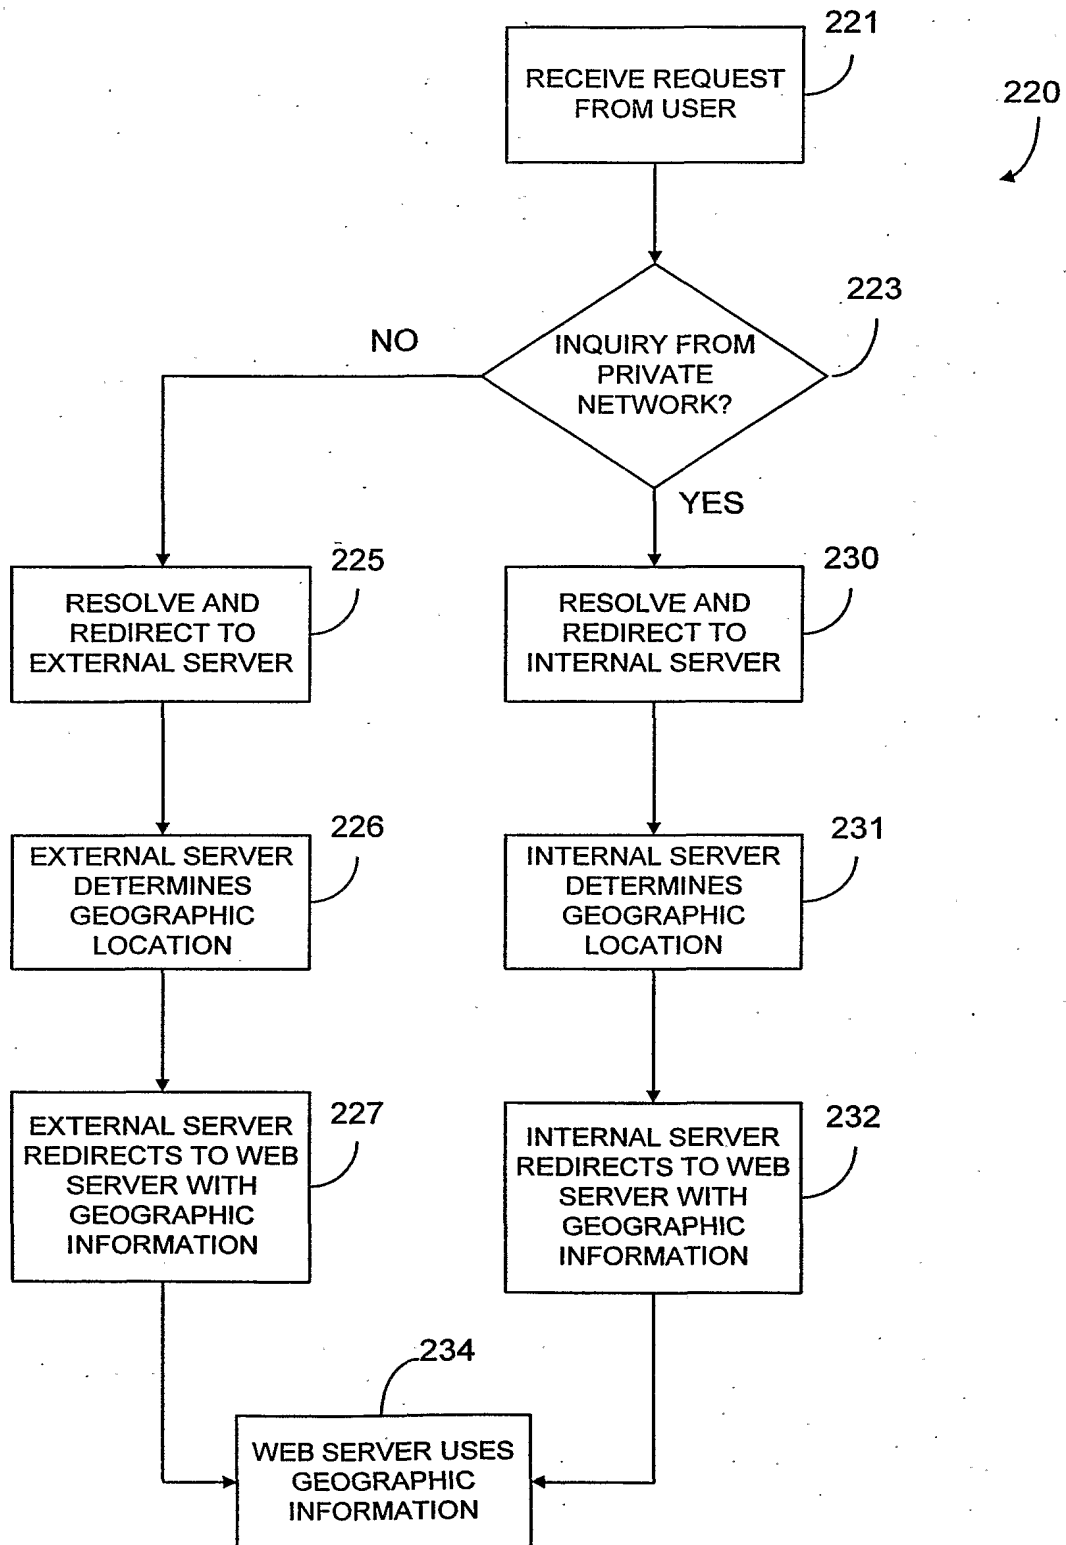 221
RECEIVE REQUEST
FROM USER
220
223
INQUIRY FROM
PRIVATE
NETWORK?
NO
YES
225
RESOLVE AND
REDIRECT TO
EXTERNAL SERVER
230
RESOLVE AND
REDIRECT TO
INTERNAL SERVER
226
EXTERNAL SERVER
DETERMINES
GEOGRAPHIC
LOCATION
231
INTERNAL SERVER
DETERMINES
GEOGRAPHIC
LOCATION
227
EXTERNAL SERVER
REDIRECTS TO WEB
SERVER WITH
GEOGRAPHIC
INFORMATION
232
INTERNAL SERVER
REDIRECTS TO WEB
SERVER WITH
GEOGRAPHIC
INFORMATION
234
WEB SERVER USES
GEOGRAPHIC
INFORMATION